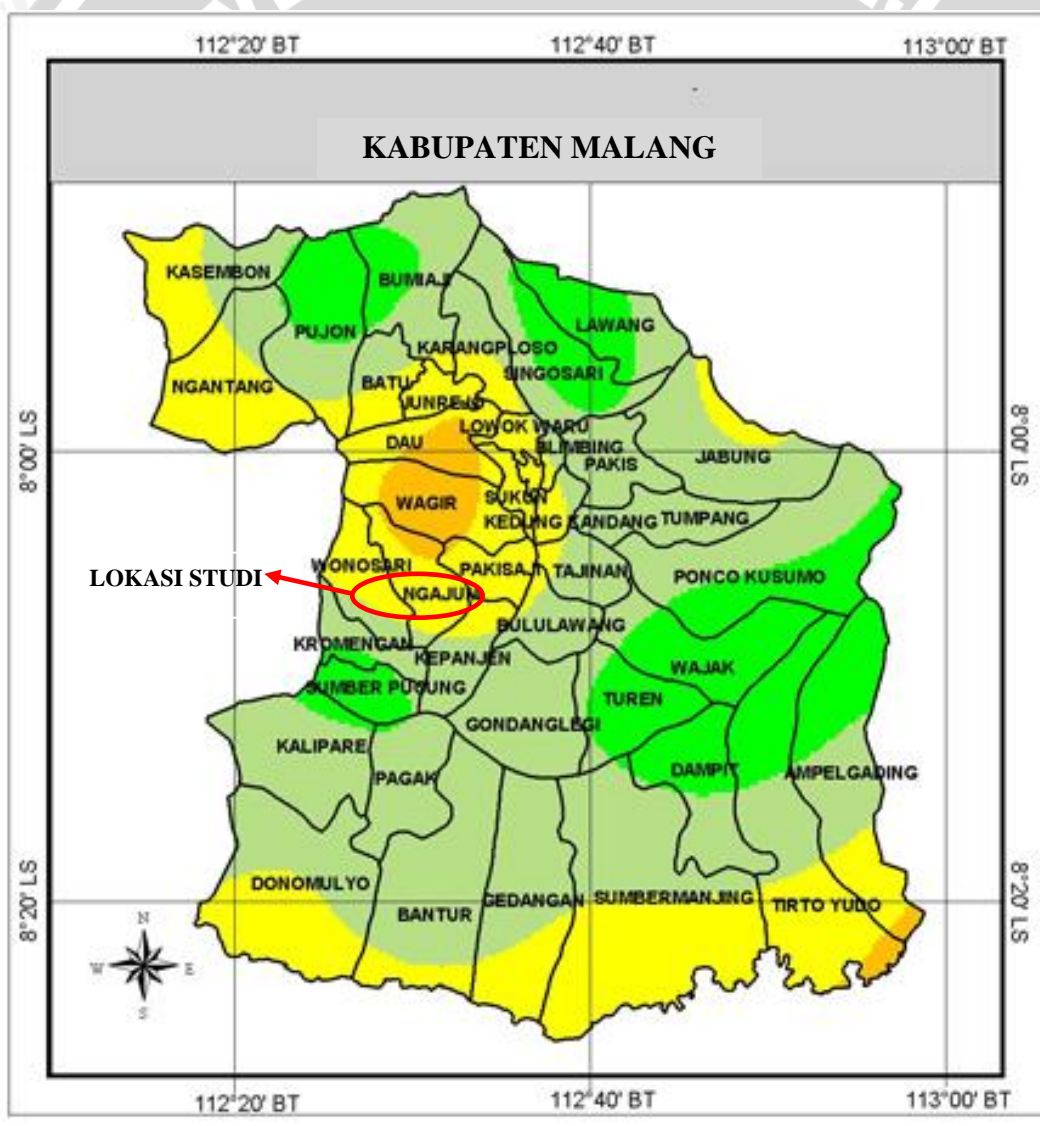 112°20' BT 112°40' BT 113°00' BT
KABUPATEN MALANG
KASEMBON
BUMIAJI
PUJON
LAWANG
KARANGPLOSO
SINGOSARI
NGANTANG
BATU
JUNREJO
LOWOK WARU
DAU
BLIMBING
8°00' LS
8°00' LS
PAKIS
JABUNG
WAGIR
SUKUN
KEDUNG KANDANG
TUMPANG
WONOSARI
PAKISAJI
TAJINAN
PONCO KUSUMO
LOKASI STUDI
NGAJUM
BULULAWANG
KROMENGAN
KEPANJEN
WAJAK
SUMBER PUCUNG
TUREN
GONDANGLEGI
KALIPARE
PAGAK
DAMPIT
AMPELGADING
8°20' LS
8°20' LS
DONOMULYO
GEDANGAN
SUMBERMANJING
TIRTO YUDO
BANTUR
N
W E
S
112°20' BT 112°40' BT 113°00' BT